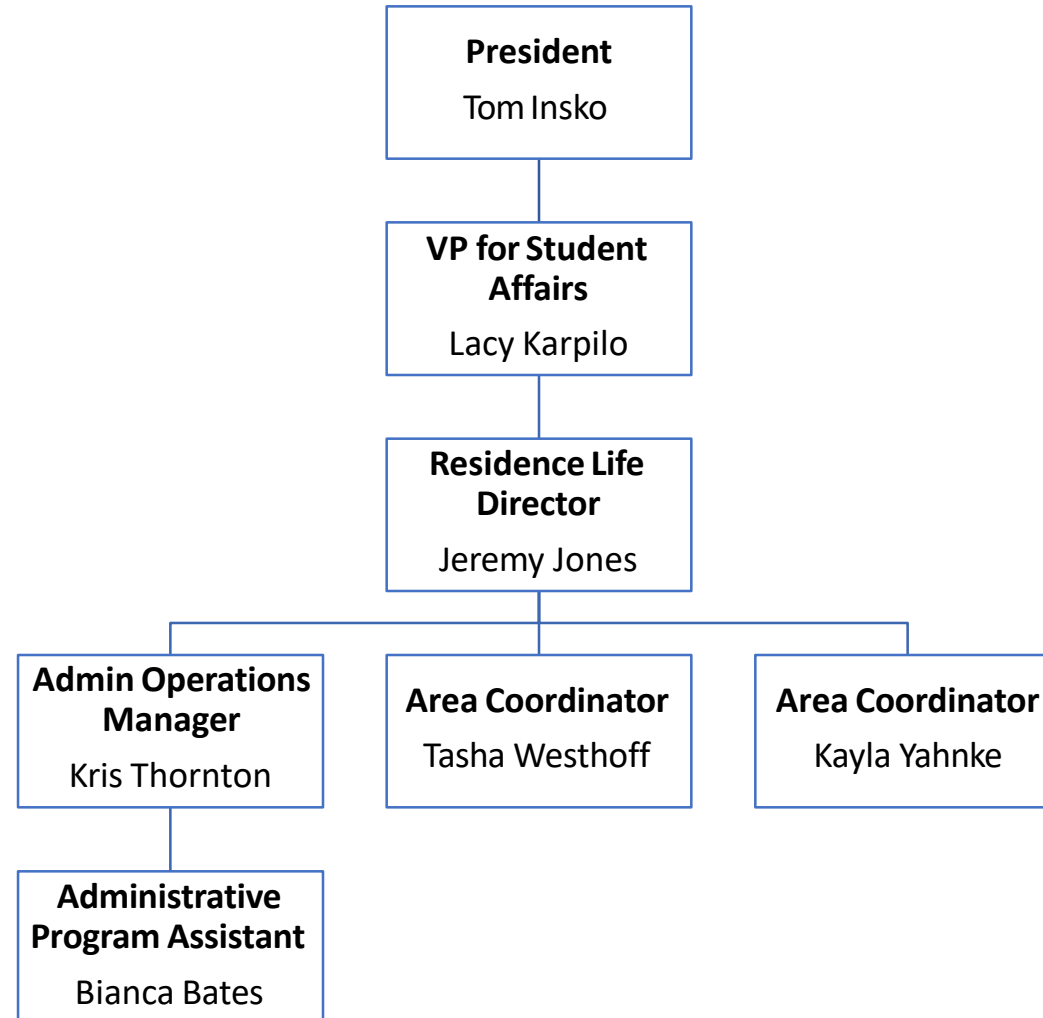 President
Tom Insko
VP for Student
Affairs
Lacy Karpilo
Residence Life
Director
Jeremy Jones
Admin Operations
Manager
Kris Thornton
Area Coordinator
Tasha Westhoff
Area Coordinator
Kayla Yahnke
Administrative
Program Assistant
Bianca Bates